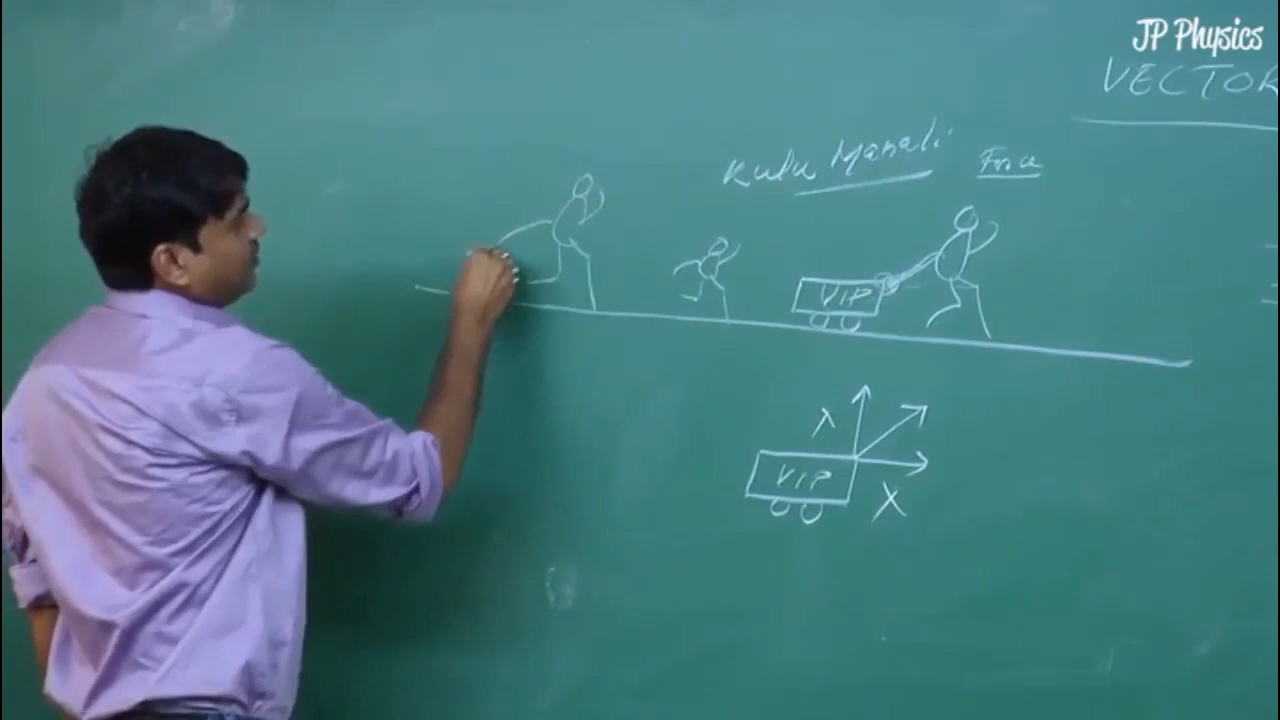 JP Physics
VECTOR
Kulu Manali
Force
VIP
Y
VIP
X